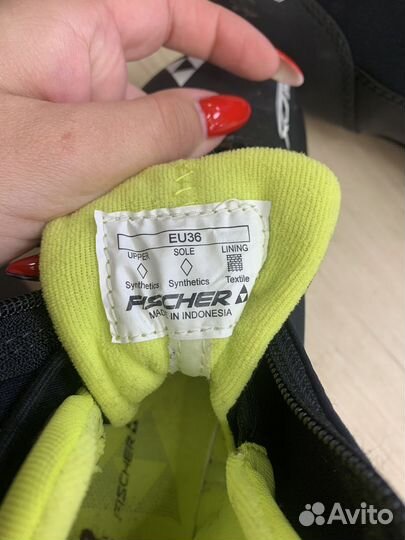 EU36
UPPER SOLE LINING
Synthetics Synthetics Textile
FISCHER
MADE IN INDONESIA
FISCHER
Avito